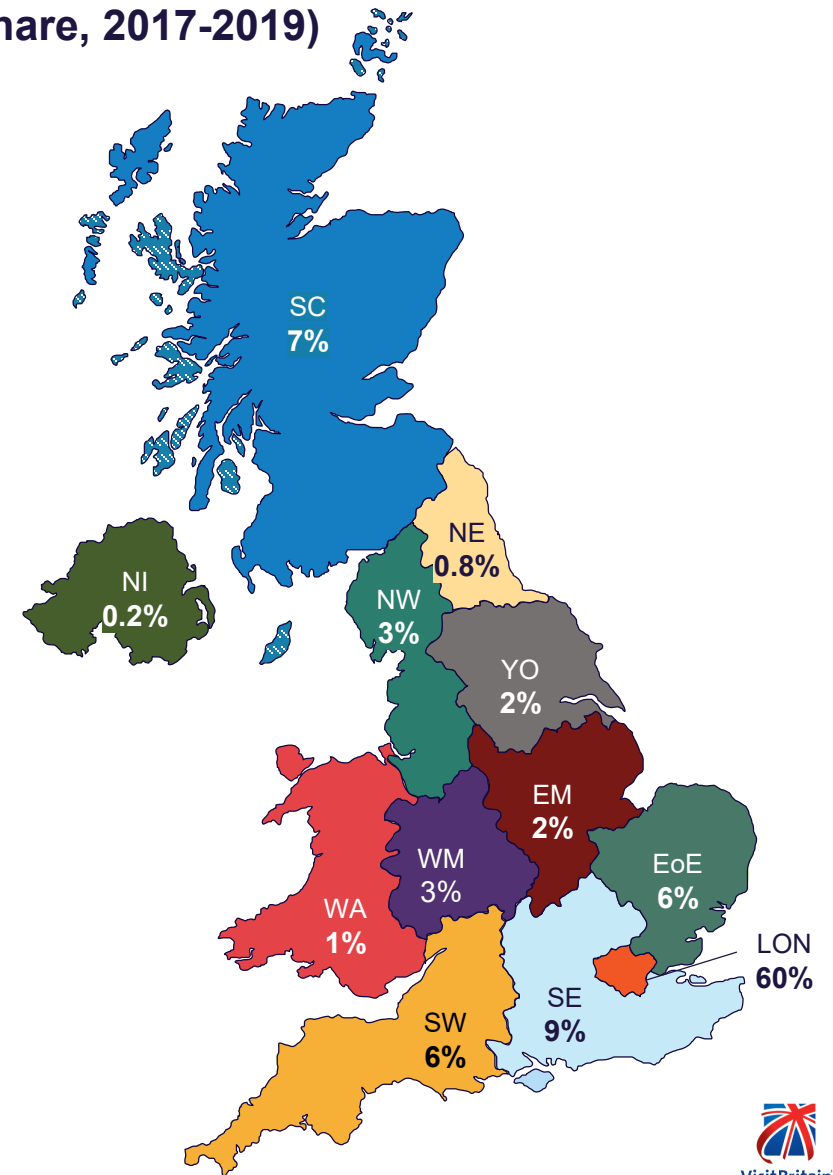 hare, 2017-2019)
SC
7%
NE
0.8%
NI
0.2%
NW
3%
YO
2%
EM
2%
WM
3%
EoE
6%
WA
1%
LON
60%
SE
9%
SW
6%
VisitBritain